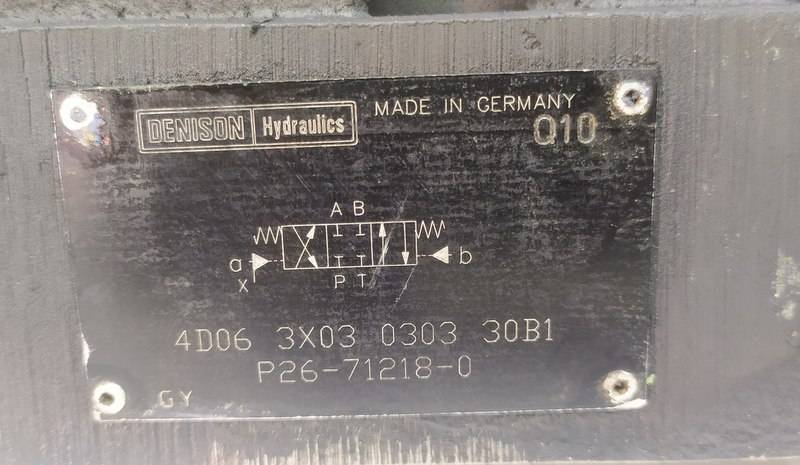 DENISON Hydraulics MADE IN GERMANY
Q10
A B
a b
x
P T
4D06 3X03 0303 30B1
P26-71218-0
GY